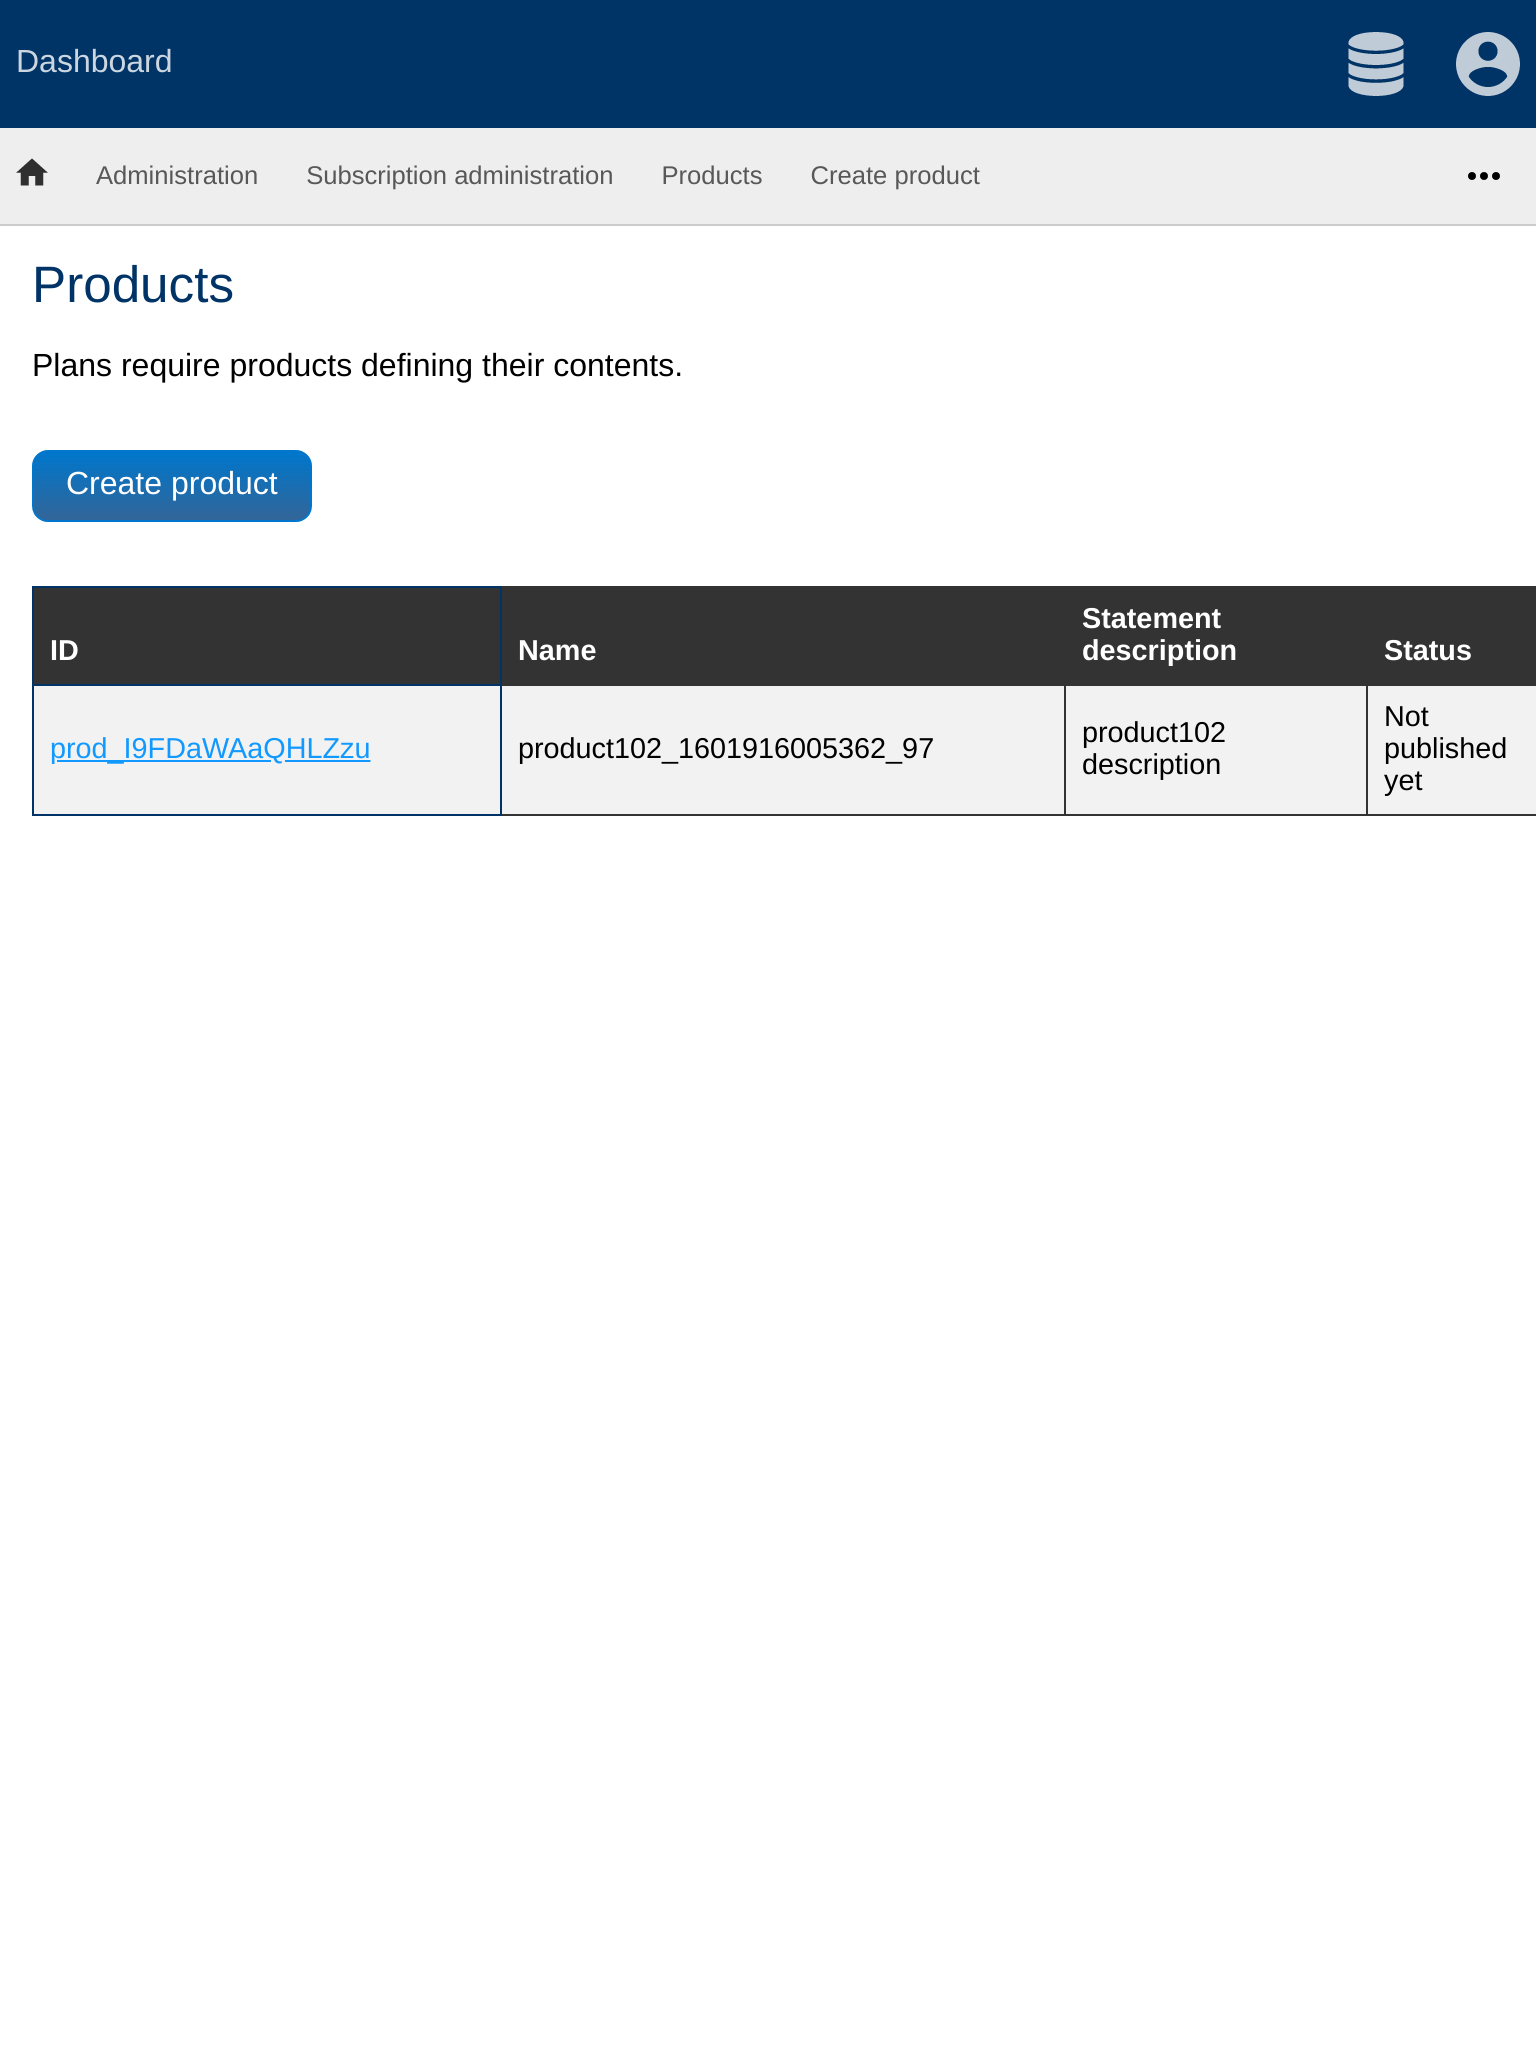 Dashboard
Administration Subscription administration Products Create product
Products
Plans require products defining their contents.
Create product
ID Name Statement description Status
prod_I9FDaWAaQHLZzu product102_1601916005362_97 product102 description Not published yet